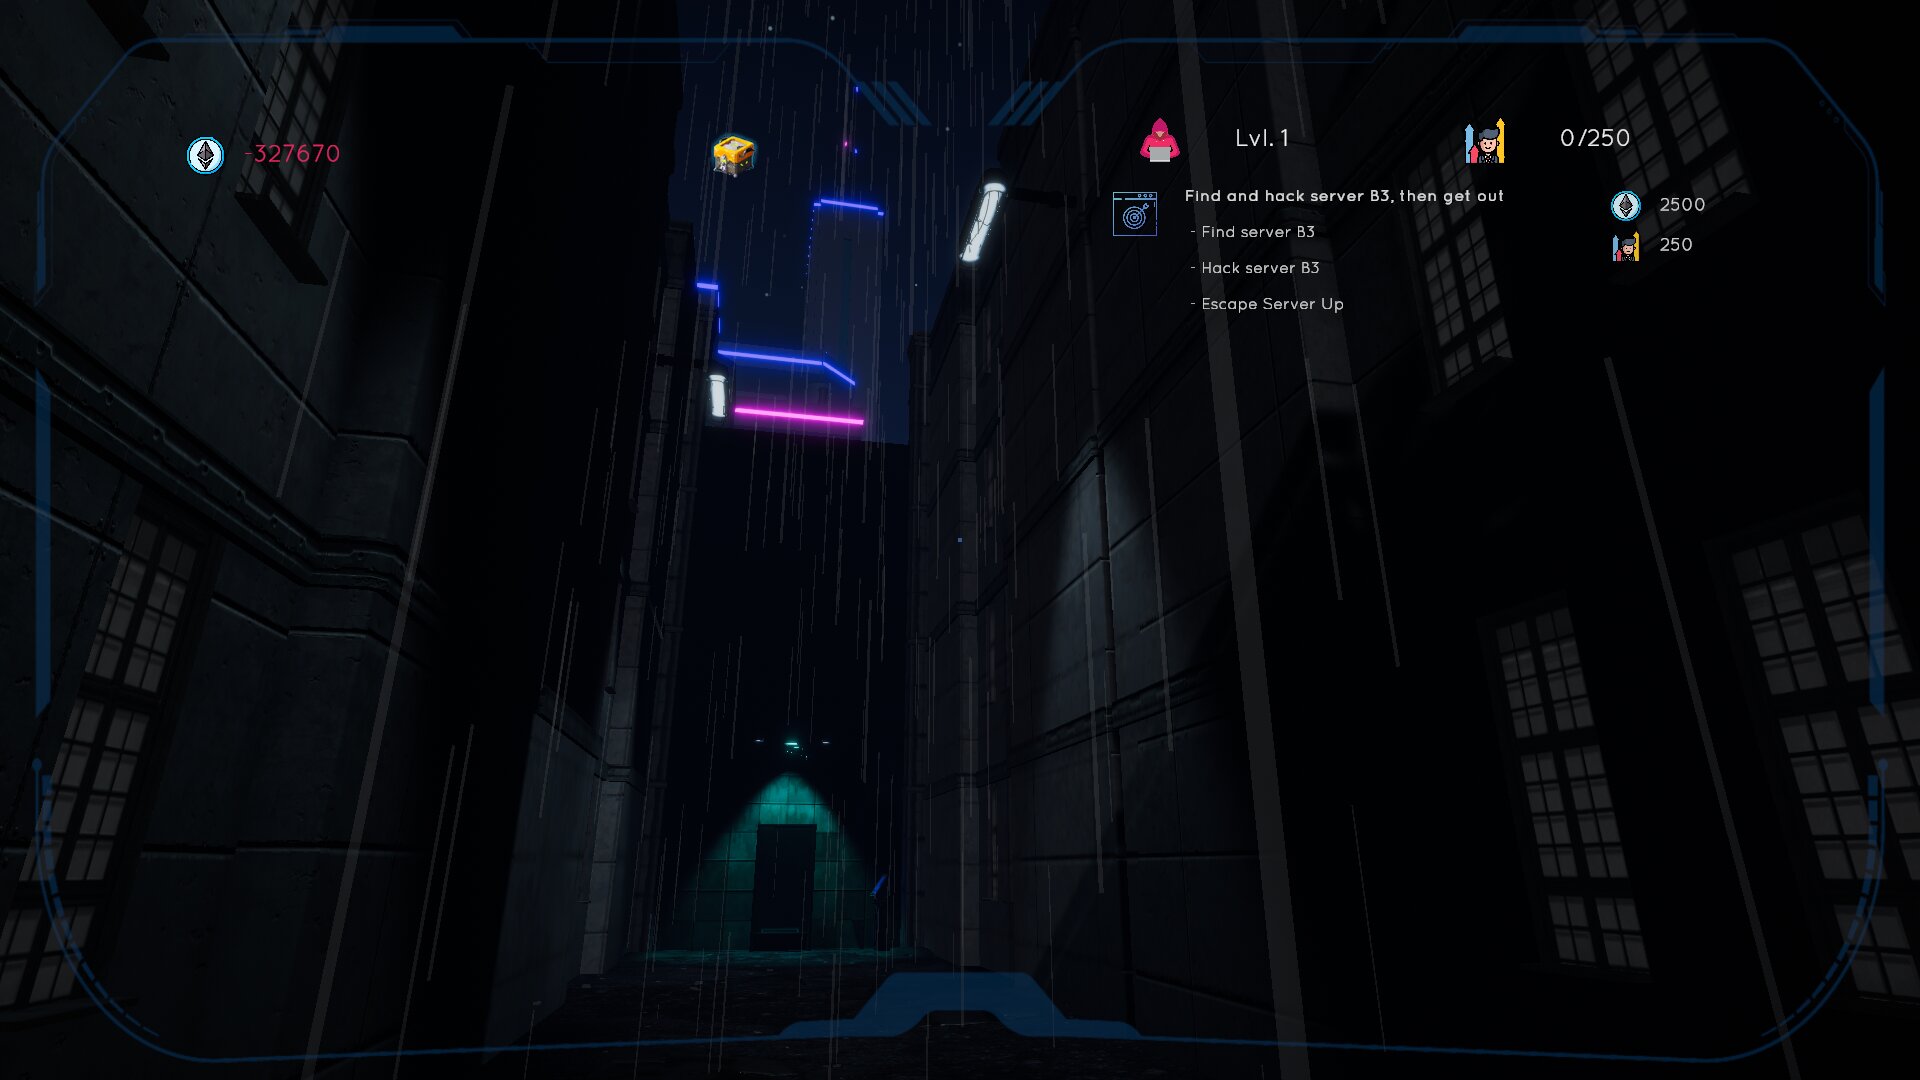 -327670
Lvl. 1
0/250
Find and hack server B3, then get out
- Find server B3
- Hack server B3
- Escape Server Up
2500
250